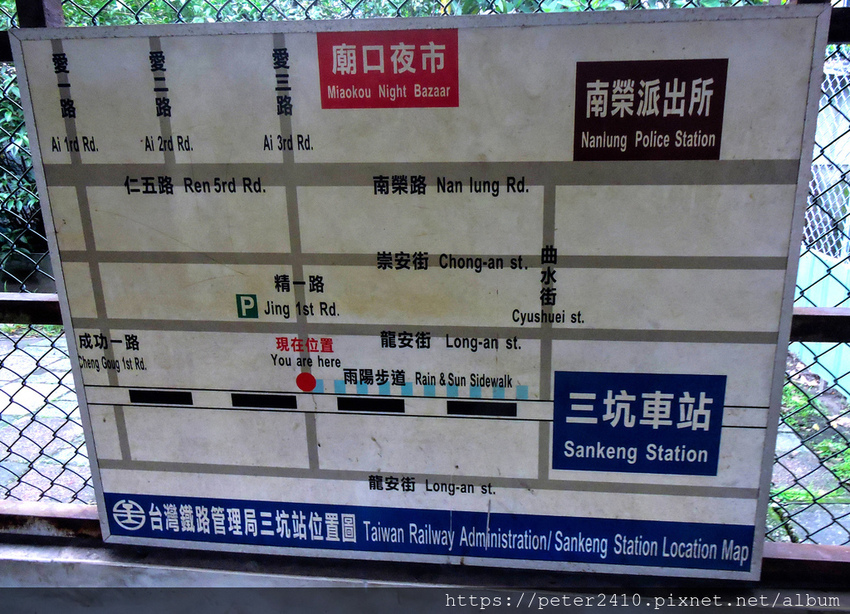 愛一路
Ai 1rd Rd.
愛二路
Ai 2rd Rd.
愛三路
Ai 3rd Rd.
廟口夜市
Miaokou Night Bazaar
南榮派出所
Nanlung Police Station
仁五路 Ren 5rd Rd.
南榮路 Nan lung Rd.
崇安街 Chong-an st.
曲水街
Cyushuei st.
精一路
P Jing 1st Rd.
成功一路
Cheng Goug 1st Rd.
現在位置
You are here
龍安街 Long-an st.
雨陽步道 Rain & Sun Sidewalk
三坑車站
Sankeng Station
龍安街 Long-an st.
台灣鐵路管理局三坑站位置圖 Taiwan Railway Administration/ Sankeng Station Location Map
https://peter2410.pixnet.net/album